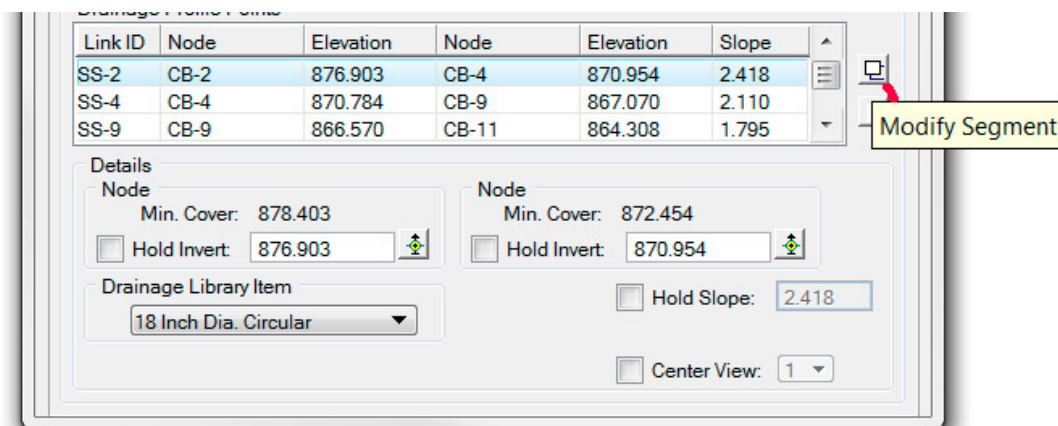 Drainage Profile Points
Link ID Node Elevation Node Elevation Slope
SS-2 CB-2 876.903 CB-4 870.954 2.418
SS-4 CB-4 870.784 CB-9 867.070 2.110
SS-9 CB-9 866.570 CB-11 864.308 1.795
Modify Segment
Details
Node Node
Min. Cover: 878.403 Min. Cover: 872.454
Hold Invert: 876.903 Hold Invert: 870.954
Drainage Library Item
Hold Slope: 2.418
18 Inch Dia. Circular
Center View: 1